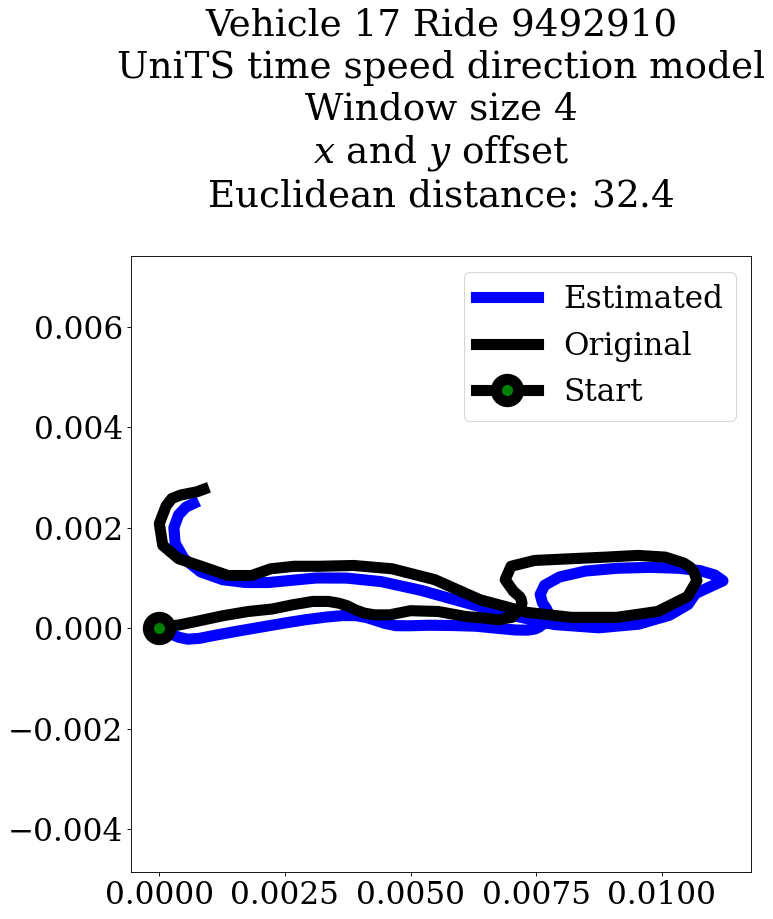 Vehicle 17 Ride 9492910
UniTS time speed direction model
Window size 4
x and y offset
Euclidean distance: 32.4
Estimated
Original
Start
0.006
0.004
0.002
0.000
−0.002
−0.004
0.0000 0.0025 0.0050 0.0075 0.0100